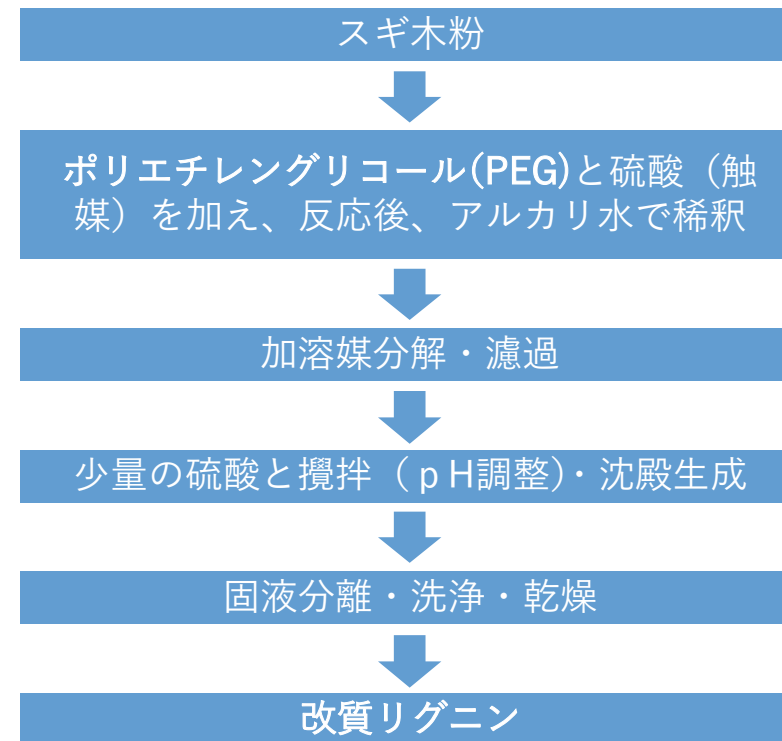 スギ木粉
ポリエチレングリコール(PEG)と硫酸（触
媒）を加え、反応後、アルカリ水で稀釈
加溶媒分解・濾過
少量の硫酸と攪拌（ｐH調整)・沈殿生成
固液分離・洗浄・乾燥
改質リグニン